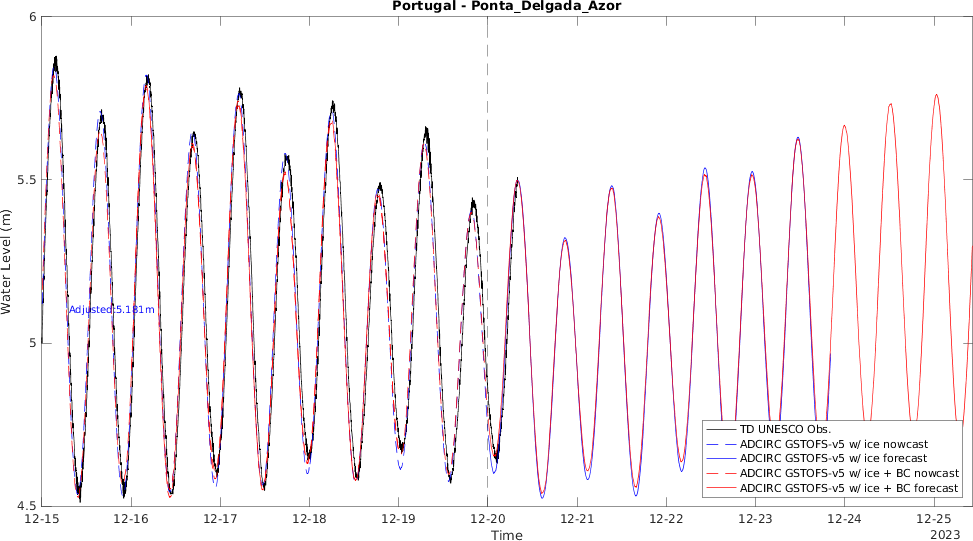 Portugal - Ponta_Delgada_Azor
6
5.5
5
4.5
Water Level (m)
Adjusted:5.181m
TD UNESCO Obs.
ADCIRC GSTOFS-v5 w/ ice nowcast
ADCIRC GSTOFS-v5 w/ ice forecast
ADCIRC GSTOFS-v5 w/ ice + BC nowcast
ADCIRC GSTOFS-v5 w/ ice + BC forecast
12-15 12-16 12-17 12-18 12-19 12-20 12-21 12-22 12-23 12-24 12-25
Time
2023